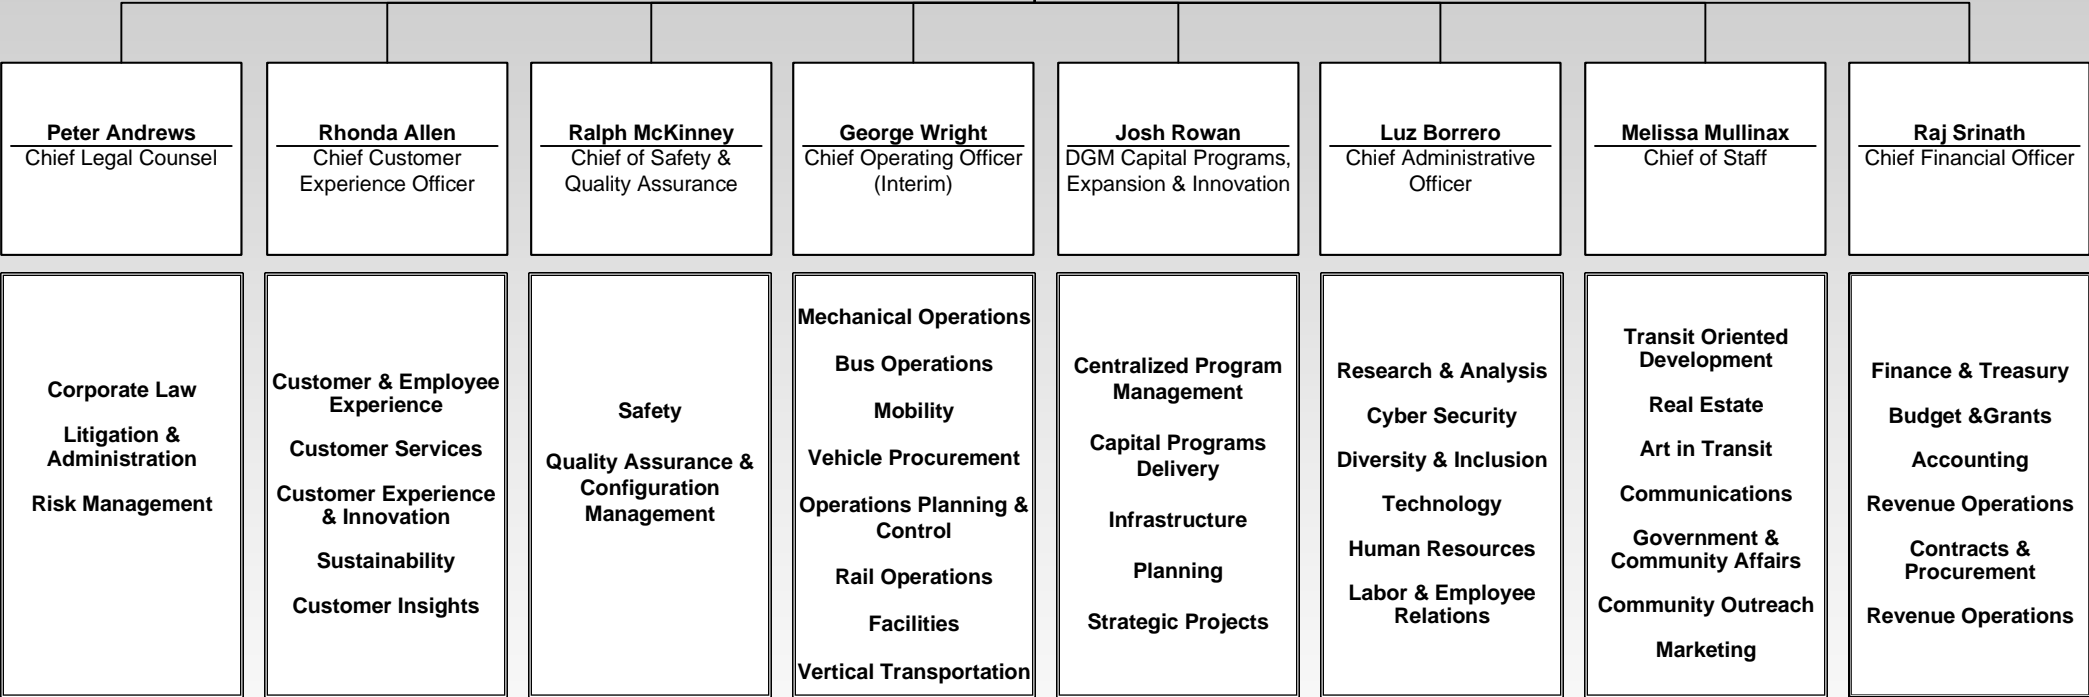 Peter Andrews
Chief Legal Counsel
Rhonda Allen
Chief Customer
Experience Officer
Ralph McKinney
Chief of Safety &
Quality Assurance
George Wright
Chief Operating Officer
(Interim)
Josh Rowan
DGM Capital Programs,
Expansion & Innovation
Luz Borrero
Chief Administrative
Officer
Melissa Mullinax
Chief of Staff
Raj Srinath
Chief Financial Officer
Corporate Law
Litigation &
Administration
Risk Management
Customer & Employee
Experience
Customer Services
Customer Experience
& Innovation
Sustainability
Customer Insights
Safety
Quality Assurance &
Configuration
Management
Mechanical Operations
Bus Operations
Mobility
Vehicle Procurement
Operations Planning &
Control
Rail Operations
Facilities
Vertical Transportation
Centralized Program
Management
Capital Programs
Delivery
Infrastructure
Planning
Strategic Projects
Research & Analysis
Cyber Security
Diversity & Inclusion
Technology
Human Resources
Labor & Employee
Relations
Transit Oriented
Development
Real Estate
Art in Transit
Communications
Government &
Community Affairs
Community Outreach
Marketing
Finance & Treasury
Budget &Grants
Accounting
Revenue Operations
Contracts &
Procurement
Revenue Operations